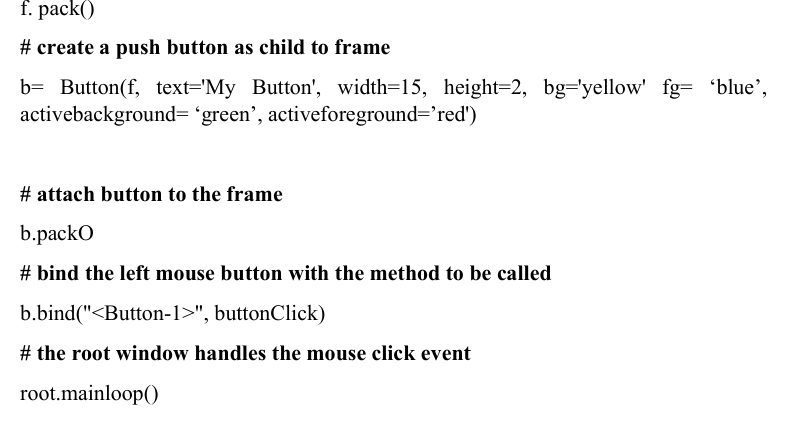 f. pack()
# create a push button as child to frame
b= Button(f, text='My Button', width=15, height=2, bg='yellow' fg= ‘blue’,
activebackground= ‘green’, activeforeground=’red')
# attach button to the frame
b.packO
# bind the left mouse button with the method to be called
b.bind("<Button-1>", buttonClick)
# the root window handles the mouse click event
root.mainloop()